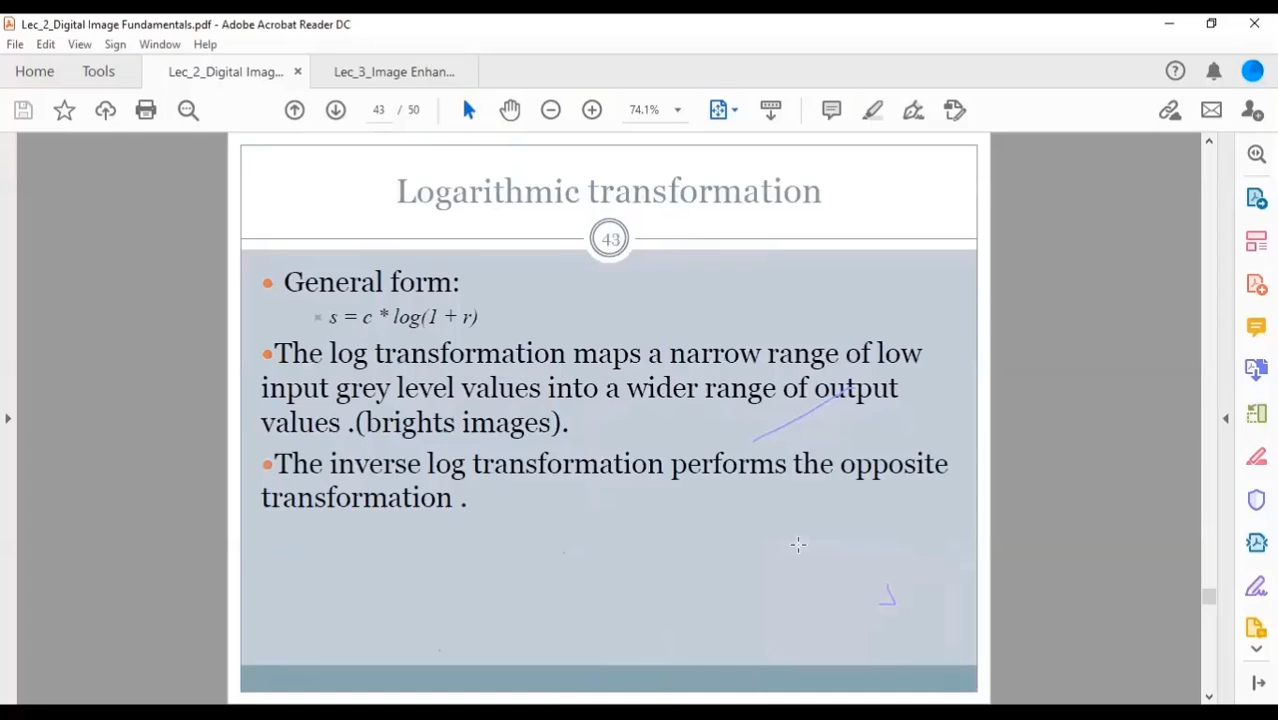 Lec_2_Digital Image Fundamentals.pdf - Adobe Acrobat Reader DC
File Edit View Sign Window Help
Home Tools Lec_2_Digital Imag... × Lec_3_Image Enhan...
43 / 50 74.1%
Logarithmic transformation
43
General form:
s = c * log(1 + r)
The log transformation maps a narrow range of low
input grey level values into a wider range of output
values .(brights images).
The inverse log transformation performs the opposite
transformation .